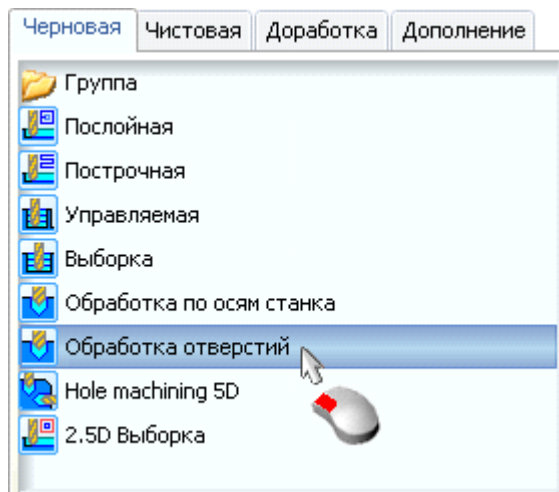 Черновая Чистовая Доработка Дополнение
Группа
Послойная
Построчная
Управляемая
Выборка
Обработка по осям станка
Обработка отверстий
Hole machining 5D
2.5D Выборка